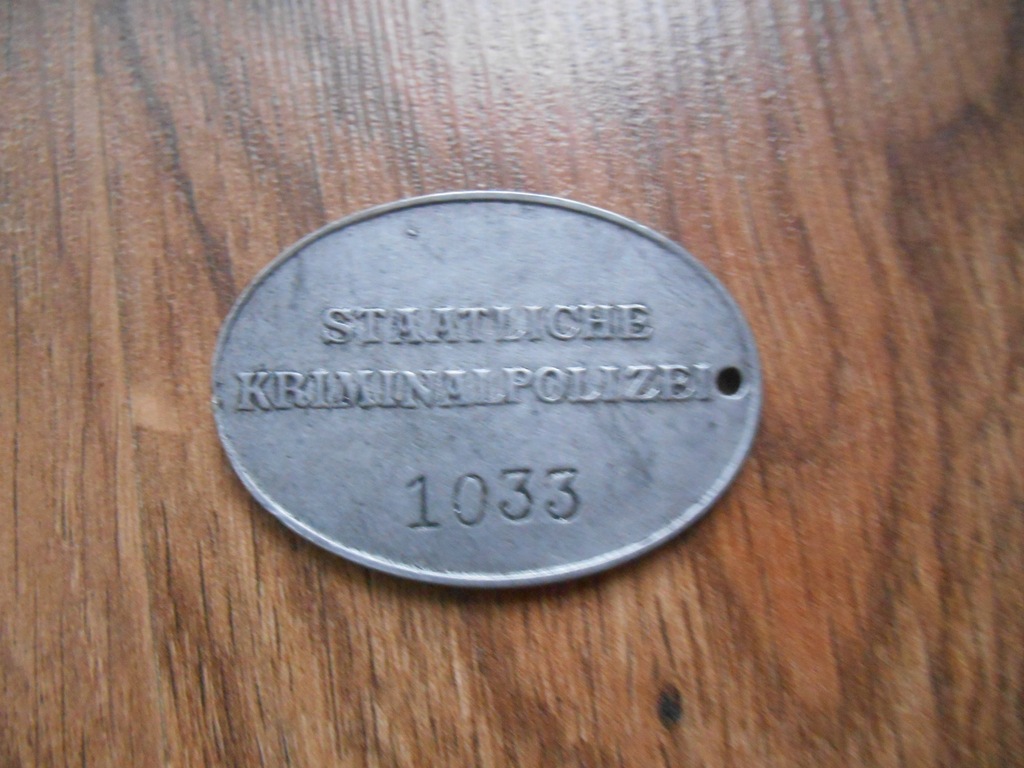 STAATLICHE
KRIMINALPOLIZEI
1033